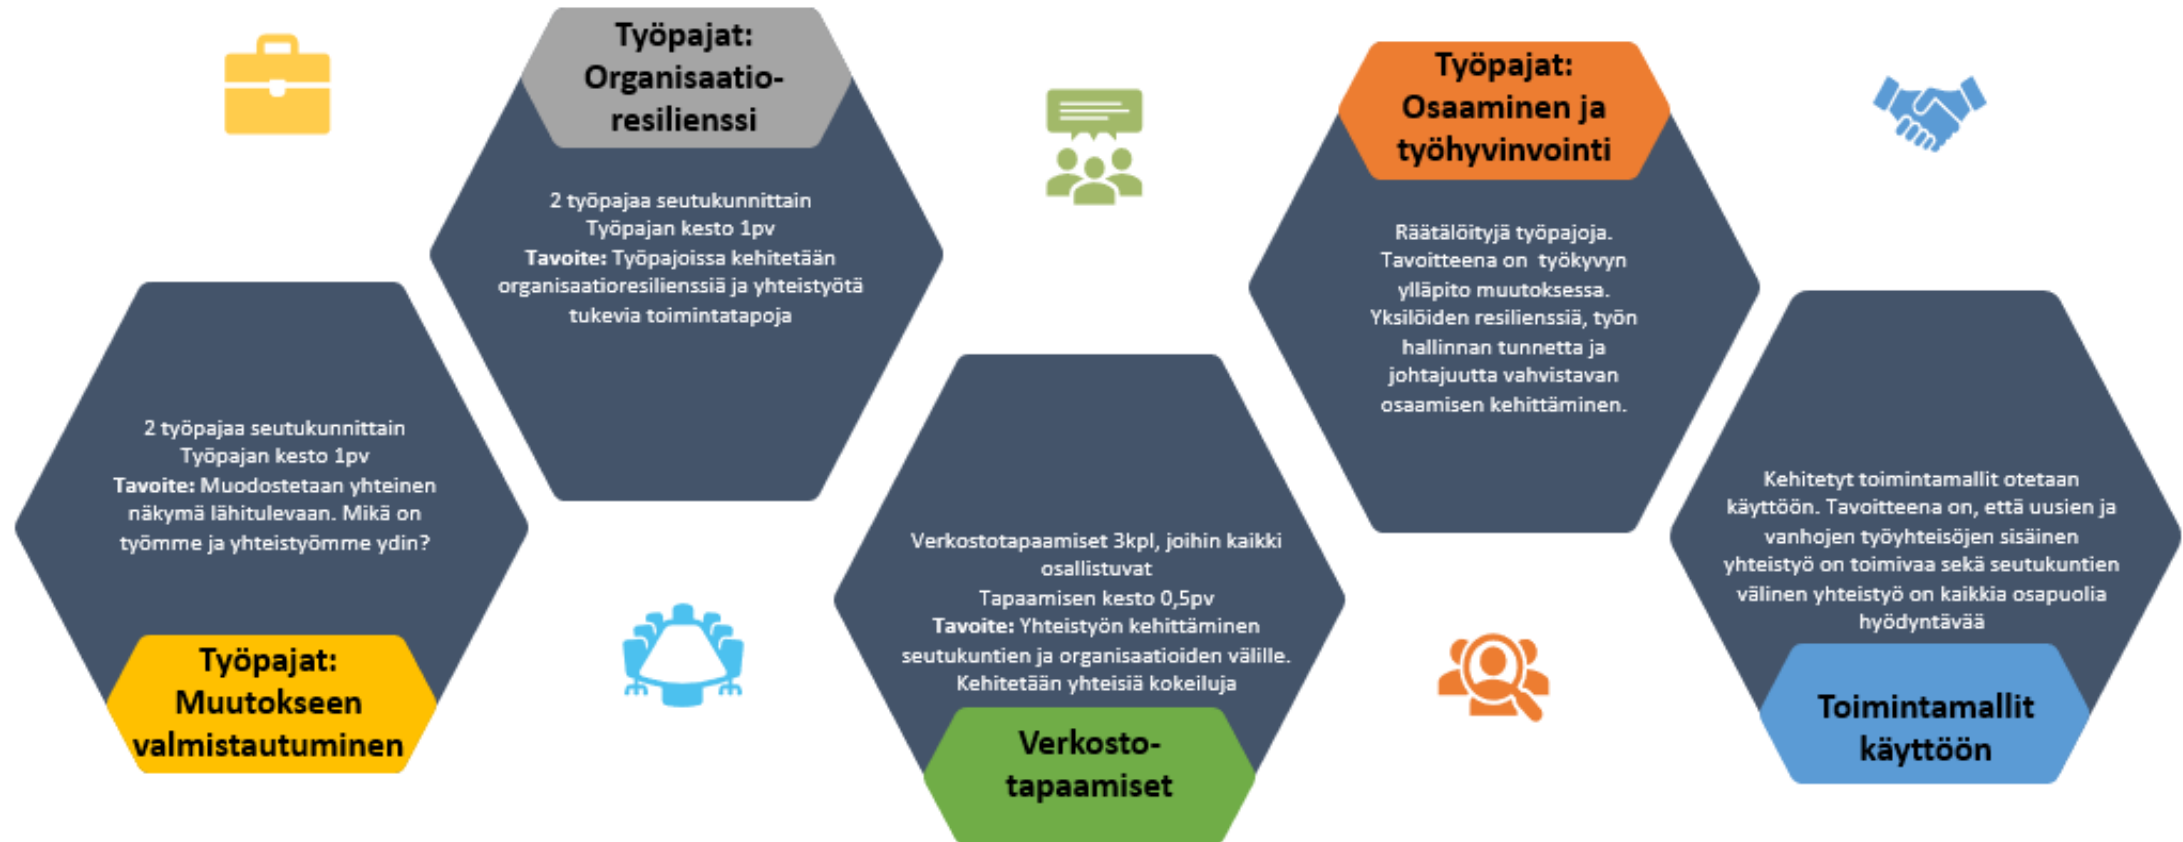 2 työpajaa seutukunnittain
Työpajan kesto 1pv
Tavoite: Muodostetaan yhteinen
näkymä lähitulevaan. Mikä on
työmme ja yhteistyömme ydin?
Työpajat:
Muutokseen
valmistautuminen
Työpajat:
Organisaatio-
resilienssi
2 työpajaa seutukunnittain
Työpajan kesto 1pv
Tavoite: Työpajoissa kehitetään
organisaatioresilienssiä ja yhteistyötä
tukevia toimintatapoja
Verkostotapaamiset 3kpl, joihin kaikki
osallistuvat
Tapaamisen kesto 0,5pv
Tavoite: Yhteistyön kehittäminen
seutukuntien ja organisaatioiden välille.
Kehitetään yhteisiä kokeiluja
Verkosto-
tapaamiset
Työpajat:
Osaaminen ja
työhyvinvointi
Räätälöityjä työpajoja.
Tavoitteena on työkyvyn
ylläpito muutoksessa.
Yksilöiden resilienssiä, työn
hallinnan tunnetta ja
johtajuutta vahvistavan
osaamisen kehittäminen.
Kehitetyt toimintamallit otetaan
käyttöön. Tavoitteena on, että uusien ja
vanhojen työyhteisöjen sisäinen
yhteistyö on toimivaa sekä seutukuntien
välinen yhteistyö on kaikkia osapuolia
hyödyntävää
Toimintamallit
käyttöön